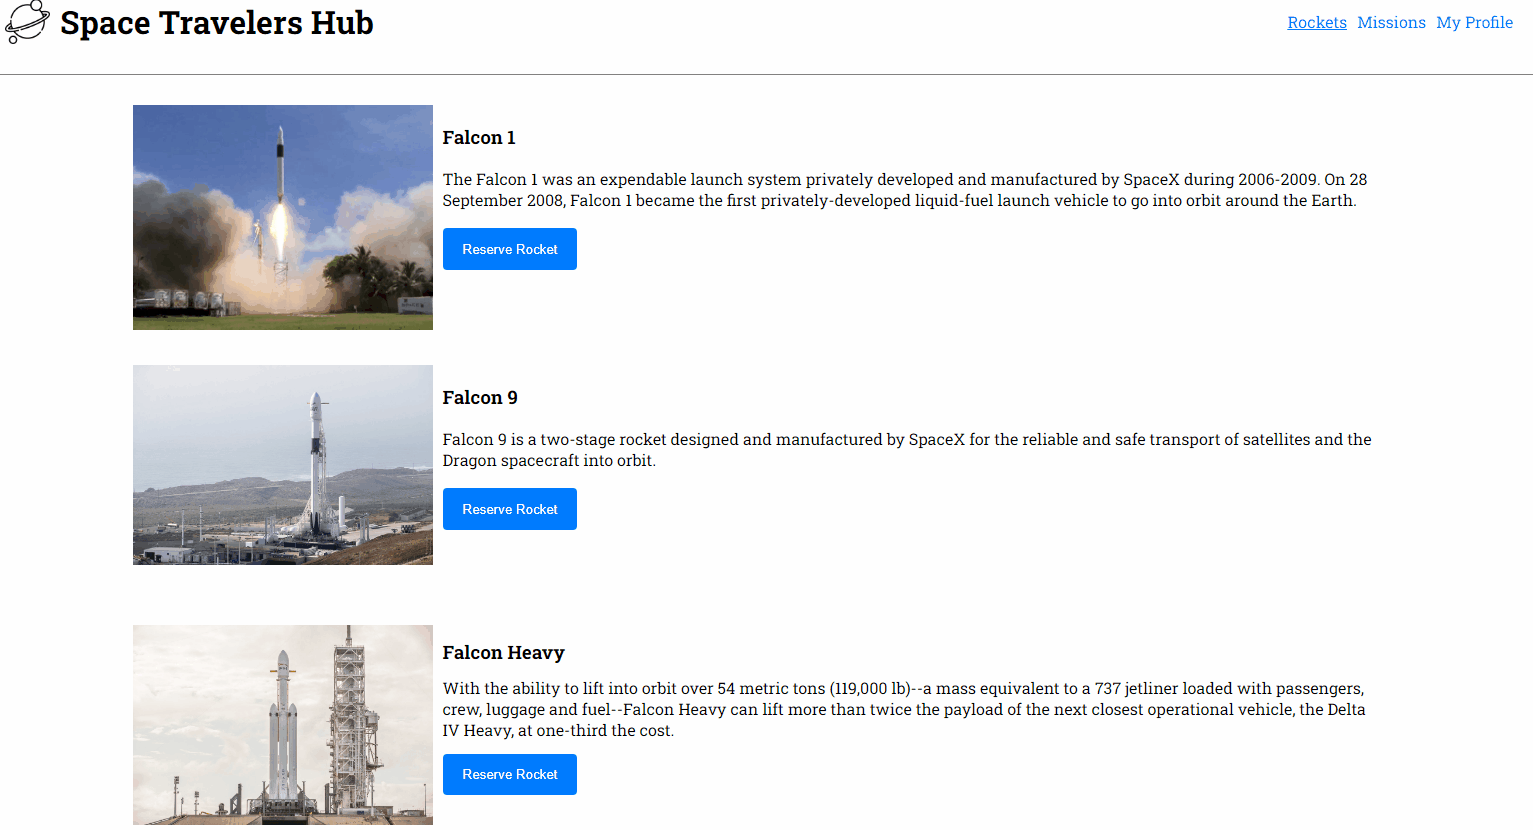 Space Travelers Hub
Rockets Missions My Profile
Falcon 1
The Falcon 1 was an expendable launch system privately developed and manufactured by SpaceX during 2006-2009. On 28
September 2008, Falcon 1 became the first privately-developed liquid-fuel launch vehicle to go into orbit around the Earth.
Reserve Rocket
Falcon 9
Falcon 9 is a two-stage rocket designed and manufactured by SpaceX for the reliable and safe transport of satellites and the
Dragon spacecraft into orbit.
Reserve Rocket
Falcon Heavy
With the ability to lift into orbit over 54 metric tons (119,000 lb)--a mass equivalent to a 737 jetliner loaded with passengers,
crew, luggage and fuel--Falcon Heavy can lift more than twice the payload of the next closest operational vehicle, the Delta
IV Heavy, at one-third the cost.
Reserve Rocket